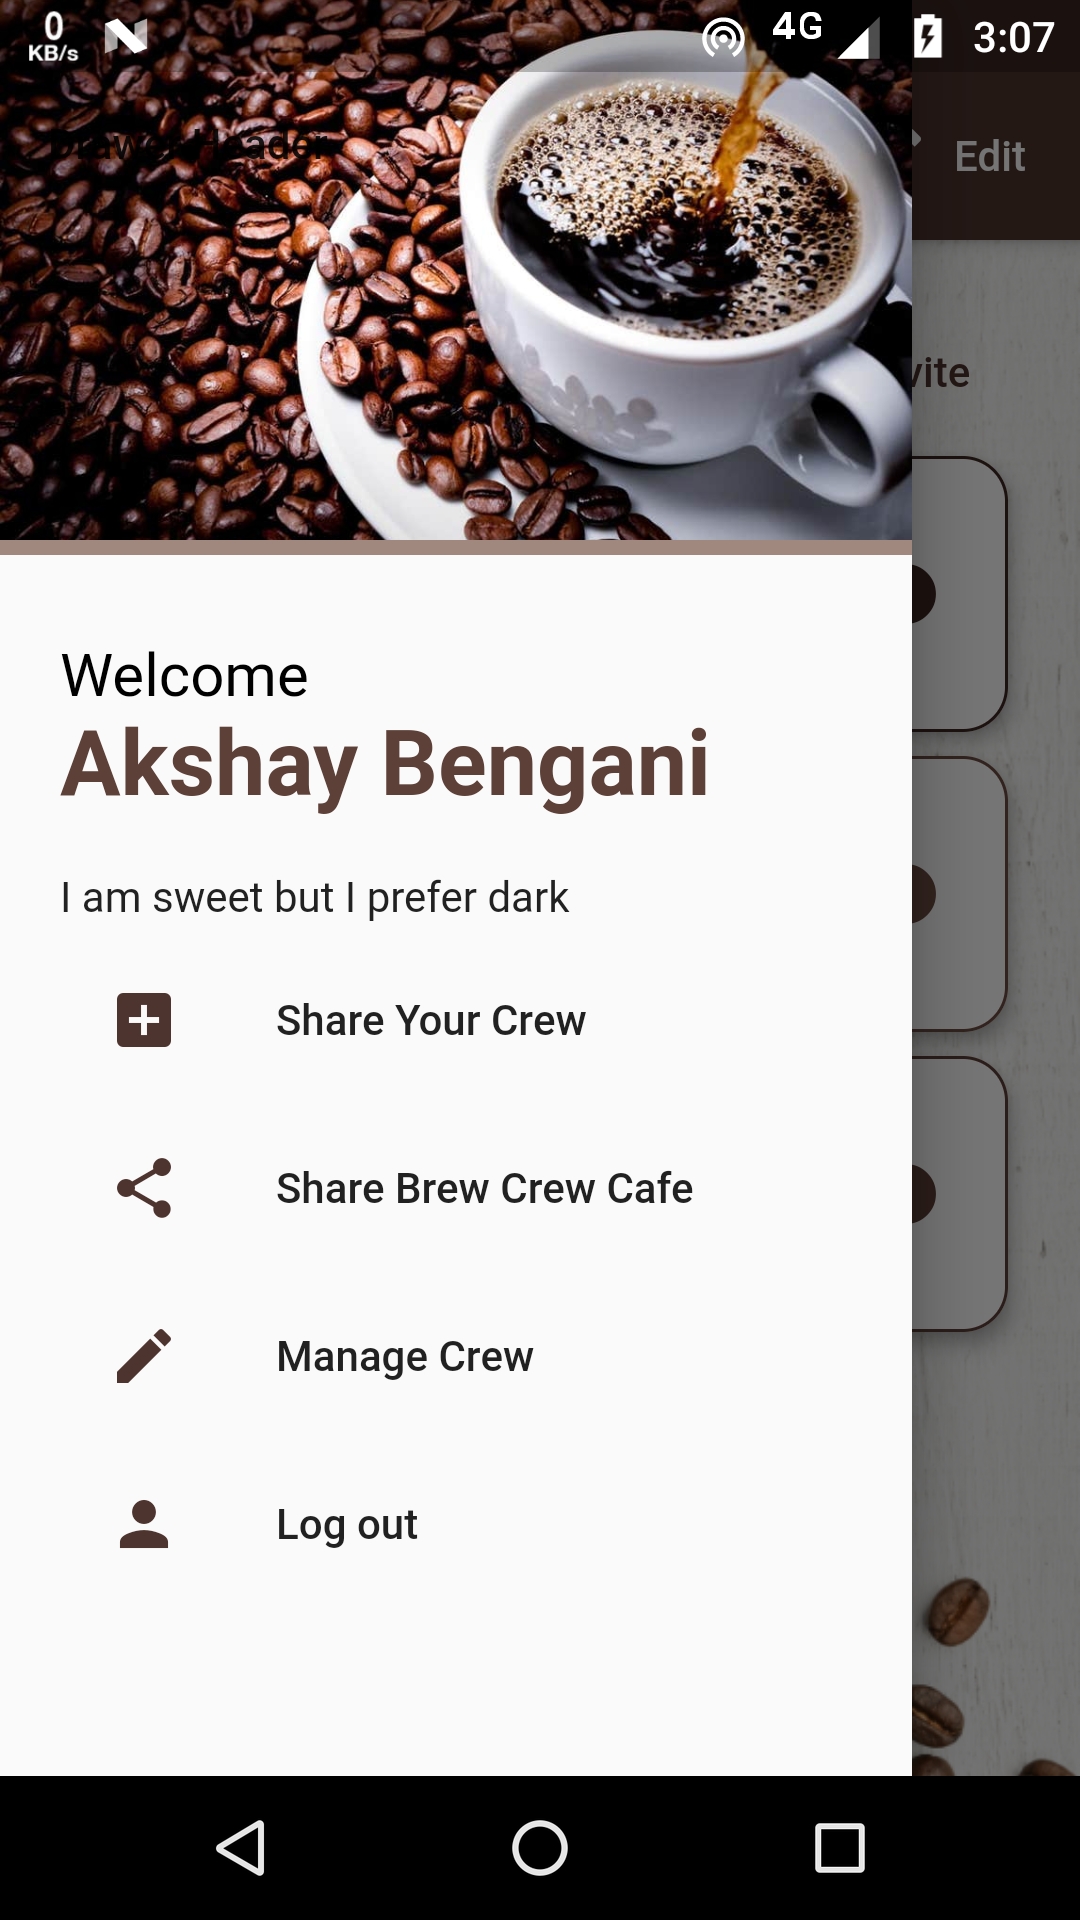 0
KB/s
4G
3:07
Drawer Header
Edit
vite
Welcome
Akshay Bengani
I am sweet but I prefer dark
Share Your Crew
Share Brew Crew Cafe
Manage Crew
Log out